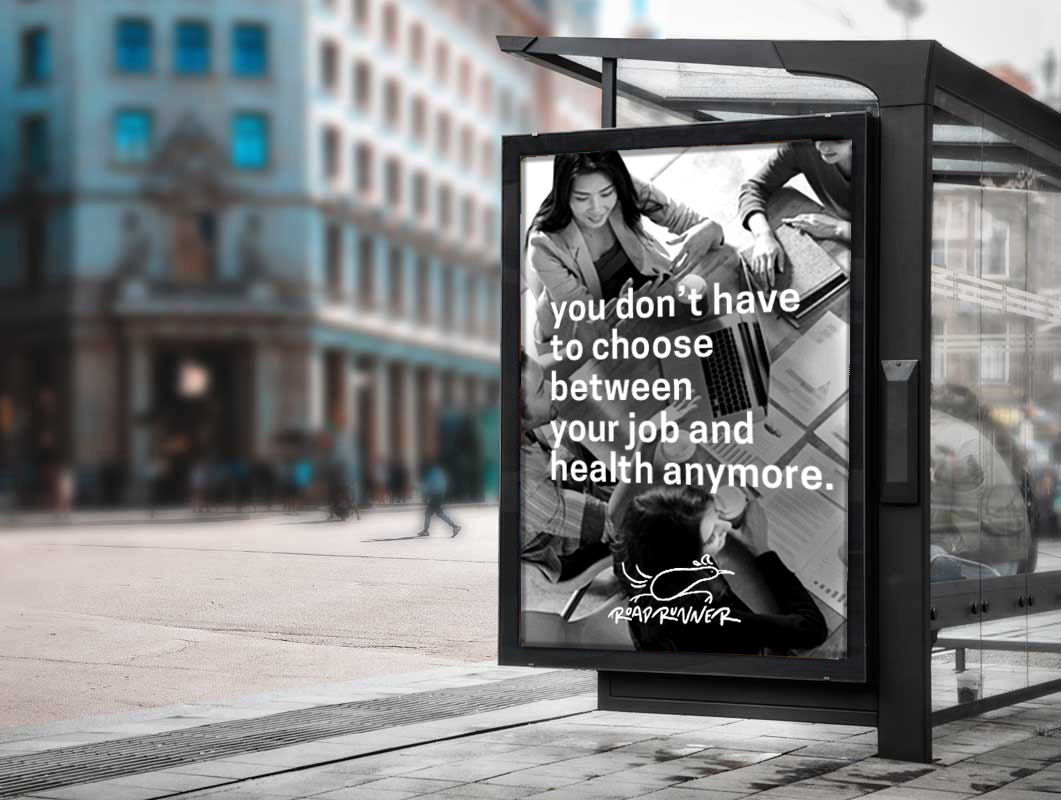 you don't have
to choose
between
your job and
health anymore.
ROADRUNNER